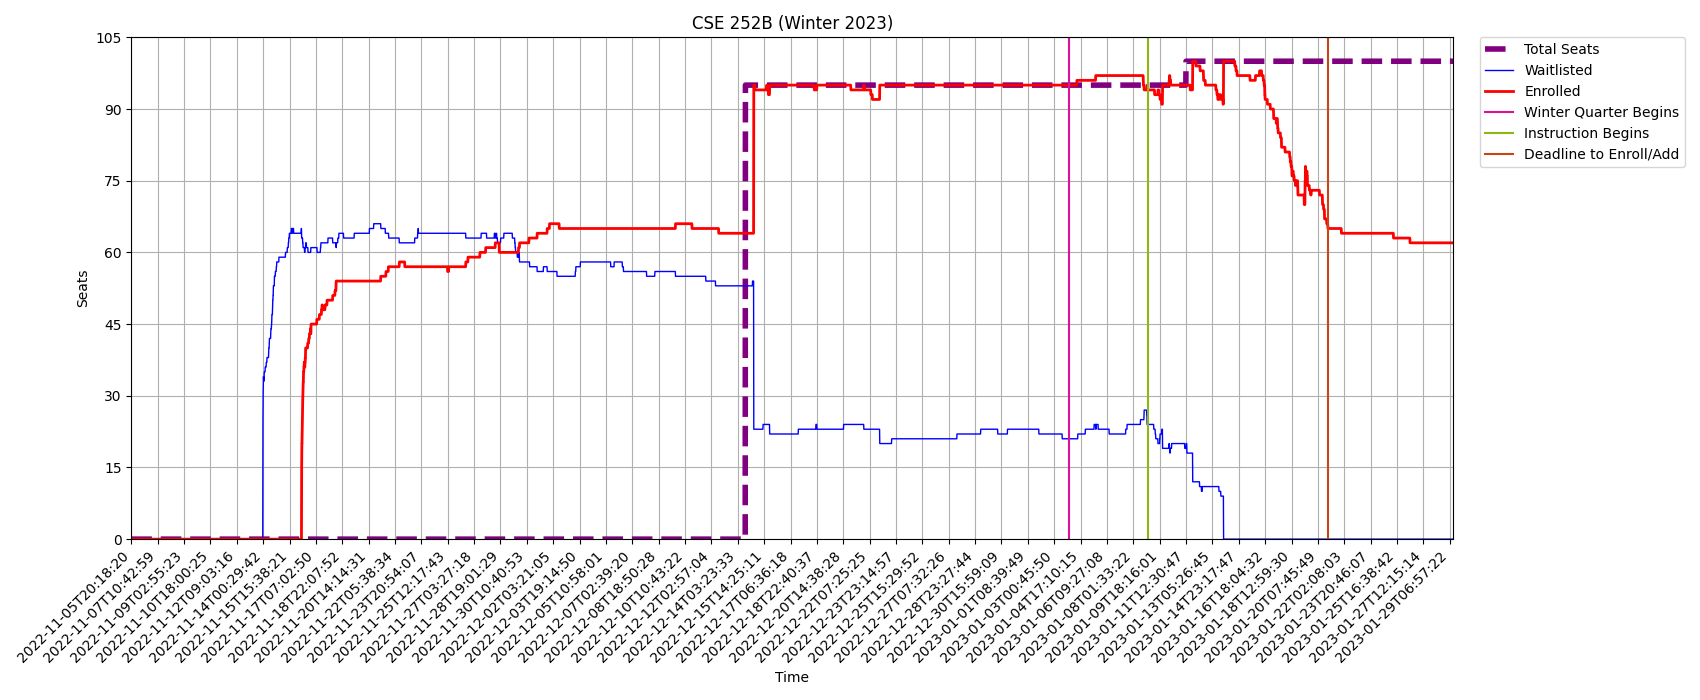 CSE 252B (Winter 2023)
105
90
75
60
45
30
15
0
Seats
2022-11-05T20:18:20
2022-11-07T10:42:59
2022-11-09T02:55:23
2022-11-10T18:00:25
2022-11-12T09:03:16
2022-11-14T00:29:42
2022-11-15T15:38:21
2022-11-17T07:02:50
2022-11-18T22:07:52
2022-11-20T14:14:31
2022-11-22T05:38:34
2022-11-23T20:54:07
2022-11-25T12:17:43
2022-11-27T03:27:18
2022-11-28T19:01:29
2022-11-30T10:40:53
2022-12-02T03:21:05
2022-12-03T19:14:50
2022-12-05T10:58:01
2022-12-07T02:39:20
2022-12-08T18:50:28
2022-12-10T10:43:22
2022-12-12T02:57:04
2022-12-14T03:23:33
2022-12-15T14:25:11
2022-12-17T06:36:18
2022-12-18T22:40:37
2022-12-20T14:38:28
2022-12-22T07:25:25
2022-12-23T23:14:57
2022-12-25T15:29:52
2022-12-27T07:32:26
2022-12-28T23:27:44
2022-12-30T15:59:09
2023-01-01T08:39:49
2023-01-03T00:45:50
2023-01-04T17:10:15
2023-01-06T09:27:08
2023-01-08T01:33:22
2023-01-09T18:16:01
2023-01-11T12:30:47
2023-01-13T05:26:45
2023-01-14T23:17:47
2023-01-16T18:04:32
2023-01-18T12:59:30
2023-01-20T07:45:49
2023-01-22T02:08:03
2023-01-23T20:46:07
2023-01-25T16:38:42
2023-01-27T12:15:14
2023-01-29T06:57:22
Time
Total Seats
Waitlisted
Enrolled
Winter Quarter Begins
Instruction Begins
Deadline to Enroll/Add